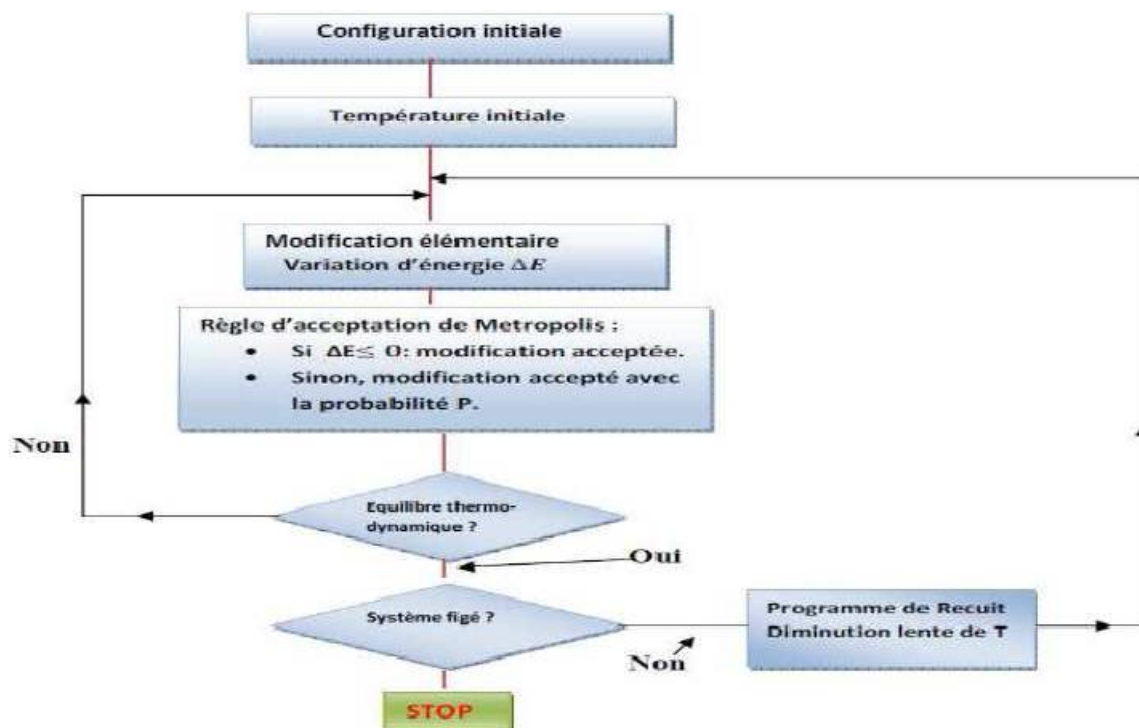 Configuration initiale
Température initiale
Modification élémentaire
Variation d'énergie ΔE
Règle d'acceptation de Metropolis :
• Si ΔE≤ 0: modification acceptée.
• Sinon, modification accepté avec
la probabilité P.
Non
Equilibre thermo-
dynamique ?
Oui
Système figé ?
Non
Programme de Recuit
Diminution lente de T
STOP